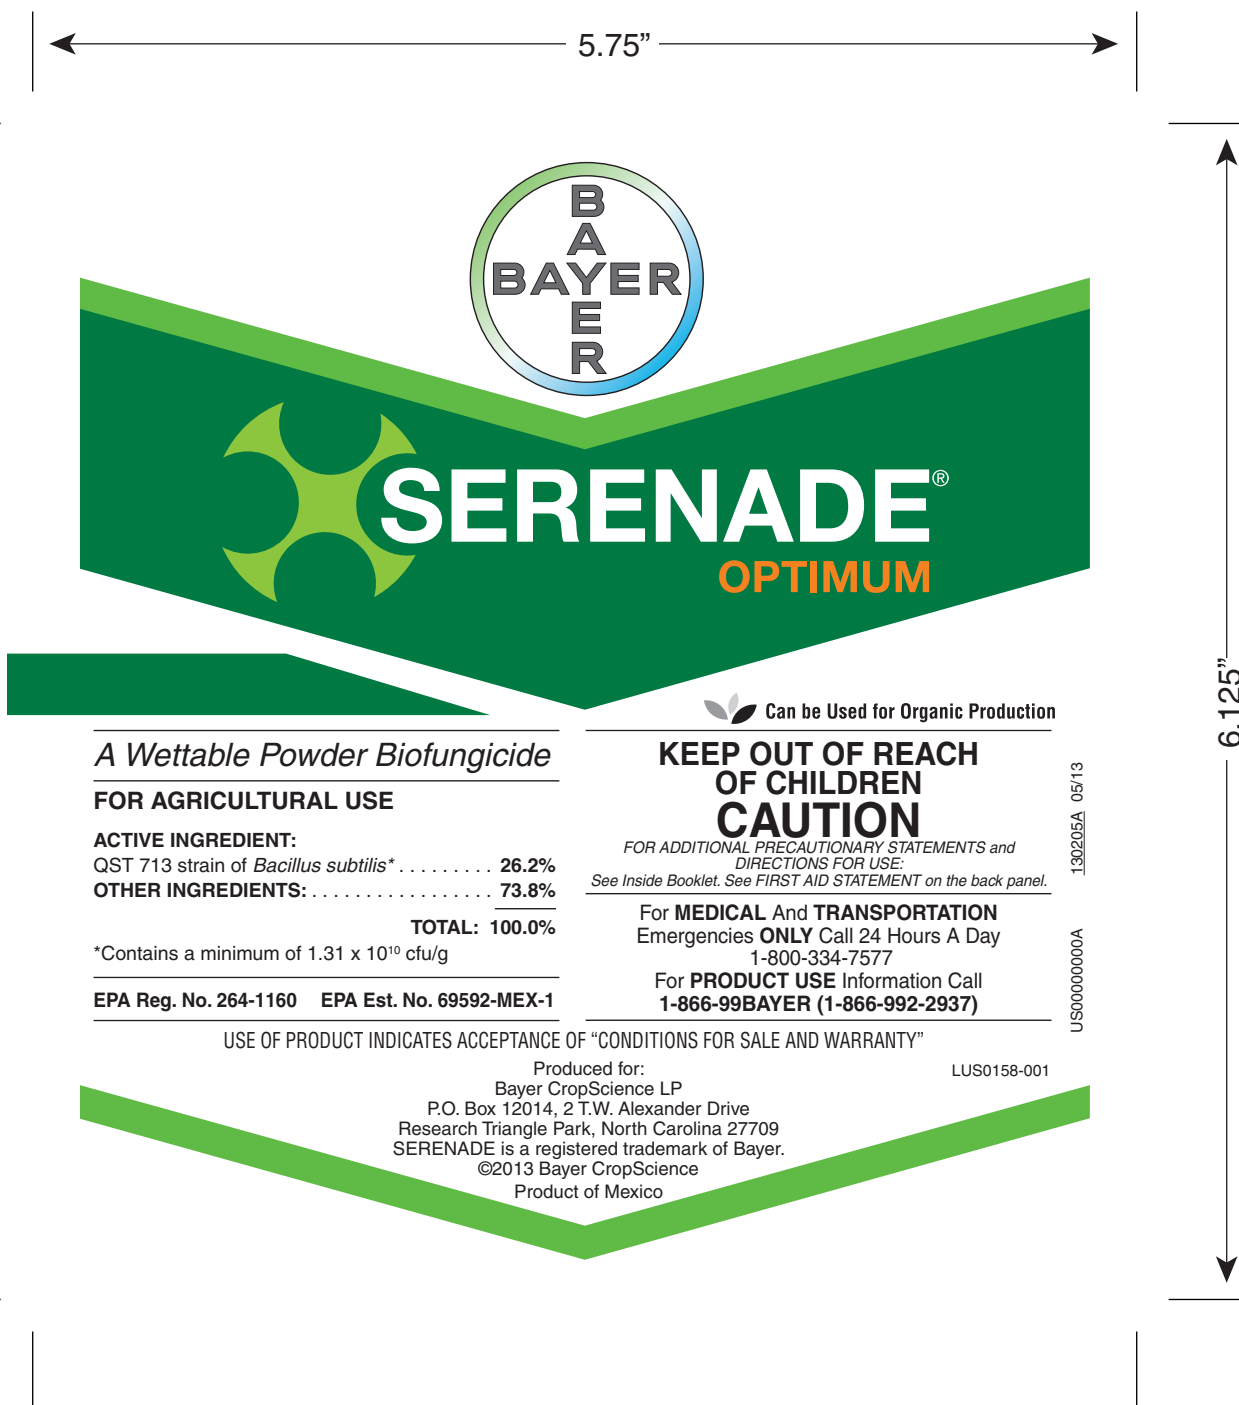 5.75”
BAYER
BAYER
SERENADE®
OPTIMUM
6.125”
Can be Used for Organic Production
A Wettable Powder Biofungicide
FOR AGRICULTURAL USE
ACTIVE INGREDIENT:
QST 713 strain of Bacillus subtilis* . . . . . . . . . 26.2%
OTHER INGREDIENTS: . . . . . . . . . . . . . . . . . 73.8%
TOTAL: 100.0%
*Contains a minimum of 1.31 x 10¹⁰ cfu/g
EPA Reg. No. 264-1160 EPA Est. No. 69592-MEX-1
KEEP OUT OF REACH
OF CHILDREN
CAUTION
FOR ADDITIONAL PRECAUTIONARY STATEMENTS and
DIRECTIONS FOR USE:
See Inside Booklet. See FIRST AID STATEMENT on the back panel.
For MEDICAL And TRANSPORTATION
Emergencies ONLY Call 24 Hours A Day
1-800-334-7577
For PRODUCT USE Information Call
1-866-99BAYER (1-866-992-2937)
130205A 05/13
US00000000A
USE OF PRODUCT INDICATES ACCEPTANCE OF “CONDITIONS FOR SALE AND WARRANTY”
Produced for:
Bayer CropScience LP
P.O. Box 12014, 2 T.W. Alexander Drive
Research Triangle Park, North Carolina 27709
SERENADE is a registered trademark of Bayer.
©2013 Bayer CropScience
Product of Mexico
LUS0158-001